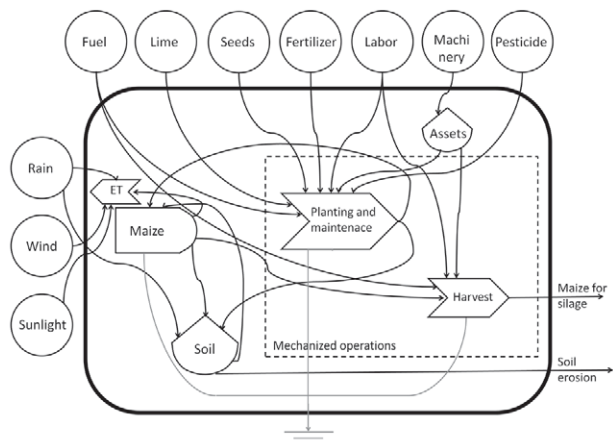 Fuel
Lime
Seeds
Fertilizer
Labor
Machi
nery
Pesticide
Assets
Rain
ET
Maize
Planting and
maintenace
Wind
Sunlight
Harvest
Maize for
silage
Soil
Mechanized operations
Soil
erosion